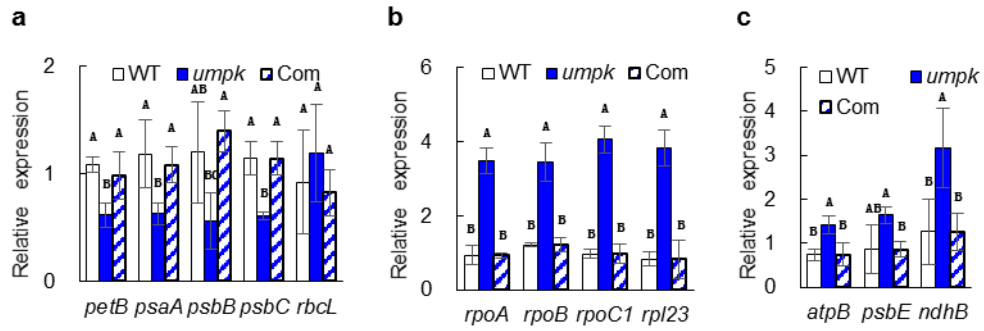 a
b
c
WT umpk Com
2
1
0
Relative expression
A B A A B A AB BC A A B A A A A
petB psaA psbB psbC rbcL
WT umpk Com
6
4
2
0
Relative expression
B A B B A B B A B B A B
rpoA rpoB rpoC1 rpl23
WT umpk
Com
5
4
3
2
1
0
Relative expression
B A B AB A B B A B
atpB psbE ndhB